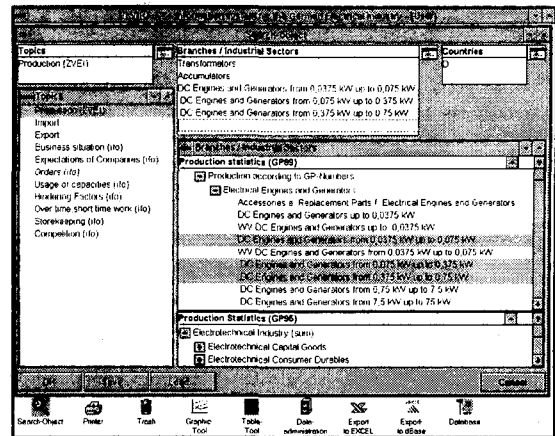 Search-Object
Topics
Production (ZVEI)
Branches / Industrial Sectors
Transformators
Accumulators
DC Engines and Generators from 0,0375 kW up to 0,075 kW
DC Engines and Generators from 0,075 kW up to 0,375 kW
DC Engines and Generators from 0,375 kW up to 0,75 kW
Countries
D
Topics
Production (ZVEI)
Import
Export
Business situation (ifo)
Expectations of Companies (ifo)
Orders (ifo)
Usage of capacities (ifo)
Hindering Factors (ifo)
Over time short time work (ifo)
Storekeeping (ifo)
Competition (ifo)
Branches / Industrial Sectors
Production statistics (GP89)
Production according to GP-Numbers
Electrical Engines and Generators
Accessories a. Replacement Parts f. Electrical Engines and Generators
DC Engines and Generators up to 0,0375 kW
WV DC Engines and Generators up to 0,0375 kW
DC Engines and Generators from 0,0375 kW up to 0,075 kW
WV DC Engines and Generators from 0,0375 kW up to 0,075 kW
DC Engines and Generators from 0,075 kW up to 0,375 kW
DC Engines and Generators from 0,375 kW up to 0,75 kW
DC Engines and Generators from 0,75 kW up to 7,5 kW
DC Engines and Generators from 7,5 kW up to 75 kW
Production Statistics (GP95)
Electrotechnical Industry (sum)
Electrotechnical Capital Goods
Electrotechnical Consumer Durables
Cancel
Search-Object
Printer
Trash
Graphic Tool
Table-Tool
Data-administration
Export to EXCEL
Export to dBase
Database